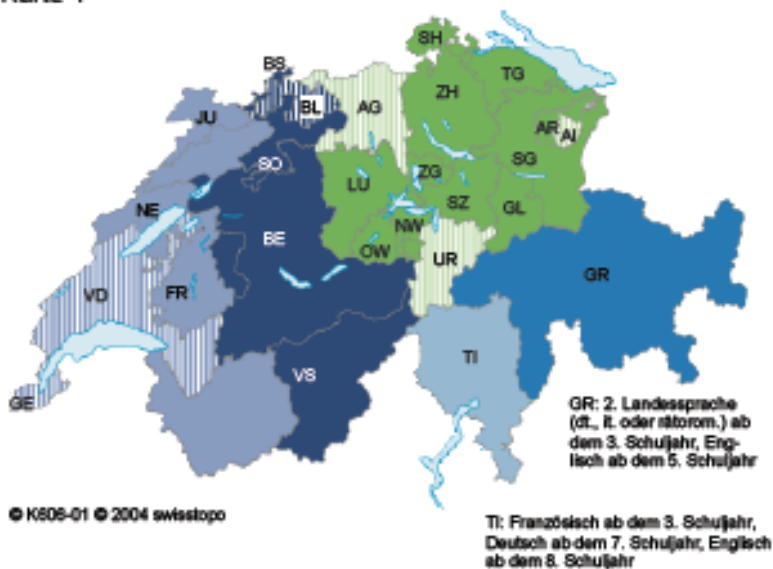 SH
BS
TG
ZH
BL
AG
JU
AR
AI
SO
SG
ZG
LU
SZ
NE
GL
NW
BE
OW
UR
GR
VD
FR
TI
VS
GE
GR: 2. Landessprache
(dt., it. oder rätorom.) ab
dem 3. Schuljahr, Eng-
lisch ab dem 5. Schuljahr
© K606-01 © 2004 swisstopo
TI: Französisch ab dem 3. Schuljahr,
Deutsch ab dem 7. Schuljahr, Englisch
ab dem 8. Schuljahr